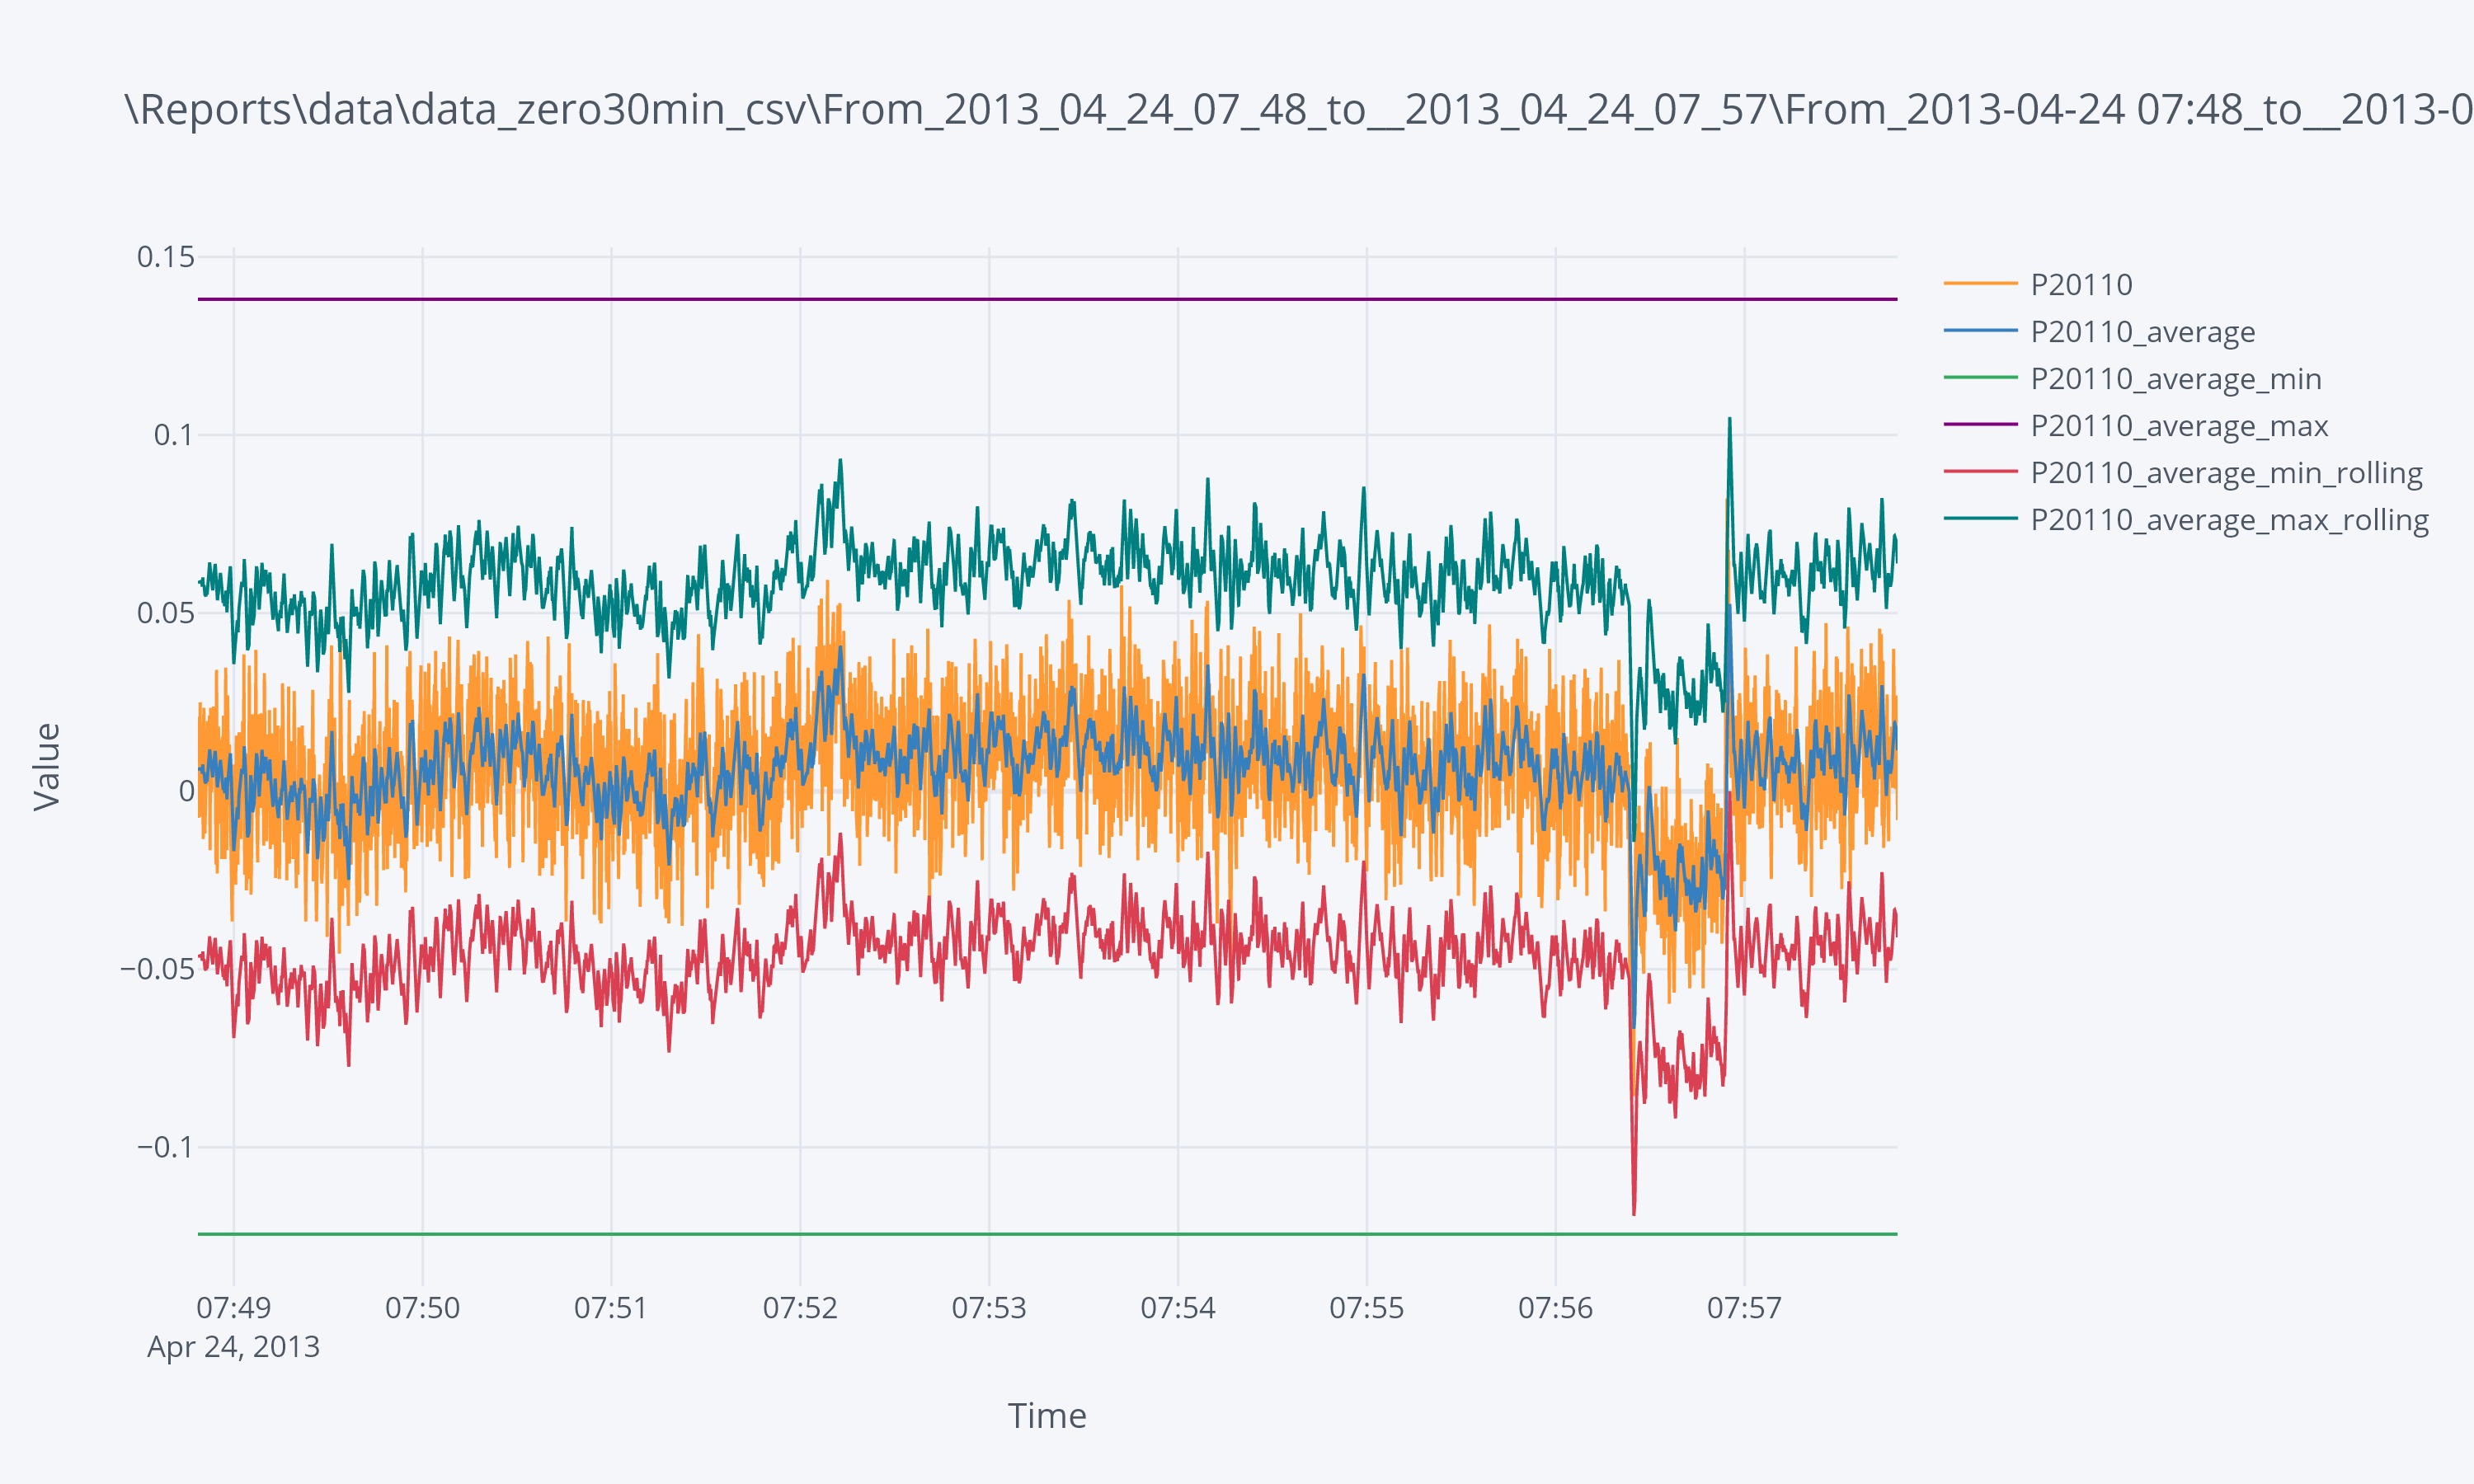 \Reports\data\data_zero30min_csv\From_2013_04_24_07_48_to__2013_04_24_07_57\From_2013-04-24 07:48_to__2013-0
0.15
0.1
0.05
0
−0.05
−0.1
Value
07:49
Apr 24, 2013
07:50
07:51
07:52
07:53
07:54
07:55
07:56
07:57
Time
P20110
P20110_average
P20110_average_min
P20110_average_max
P20110_average_min_rolling
P20110_average_max_rolling